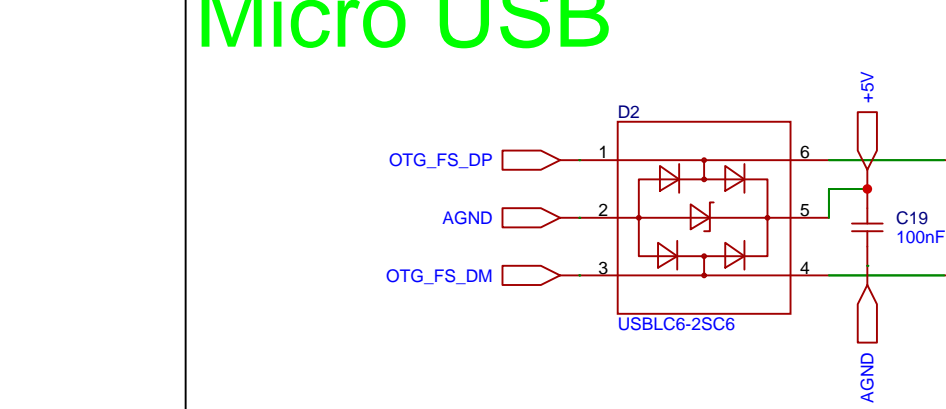 Micro USB
+5V
D2
OTG_FS_DP
1
6
AGND
2
5
C19
100nF
OTG_FS_DM
3
4
USBLC6-2SC6
AGND